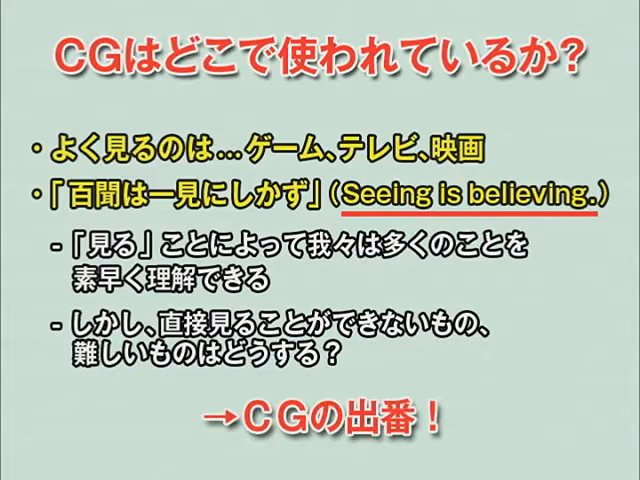 CGはどこで使われているか?
・よく見るのは…ゲーム、テレビ、映画
・「百聞は一見にしかず」(Seeing is believing.)
-「見る」ことによって我々は多くのことを
素早く理解できる
- しかし、直接見ることができないもの、
難しいものはどうする?
→CGの出番!